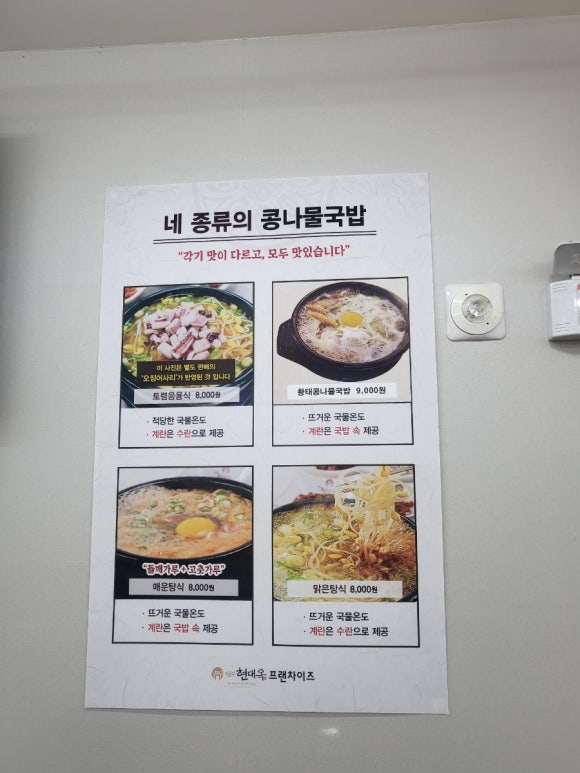 네 종류의 콩나물국밥
“각기 맛이 다르고, 모두 맛있습니다”
이 사진은 별도 판매의
'오징어사리'가 반영된 것 입니다
토렴응용식 8,000원
· 적당한 국물온도
· 계란은 수란으로 제공
황태콩나물국밥 9,000원
· 뜨거운 국물온도
· 계란은 국밥 속 제공
“들깨가루+고춧가루”
매운탕식 8,000원
· 뜨거운 국물온도
· 계란은 국밥 속 제공
맑은탕식 8,000원
· 뜨거운 국물온도
· 계란은 수란으로 제공
현대옥 프랜차이즈